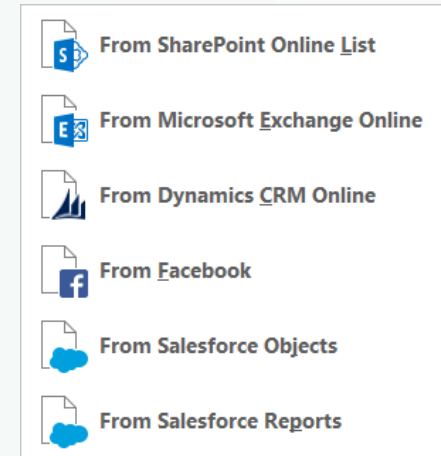 From SharePoint Online List
From Microsoft Exchange Online
From Dynamics CRM Online
From Facebook
From Salesforce Objects
From Salesforce Reports